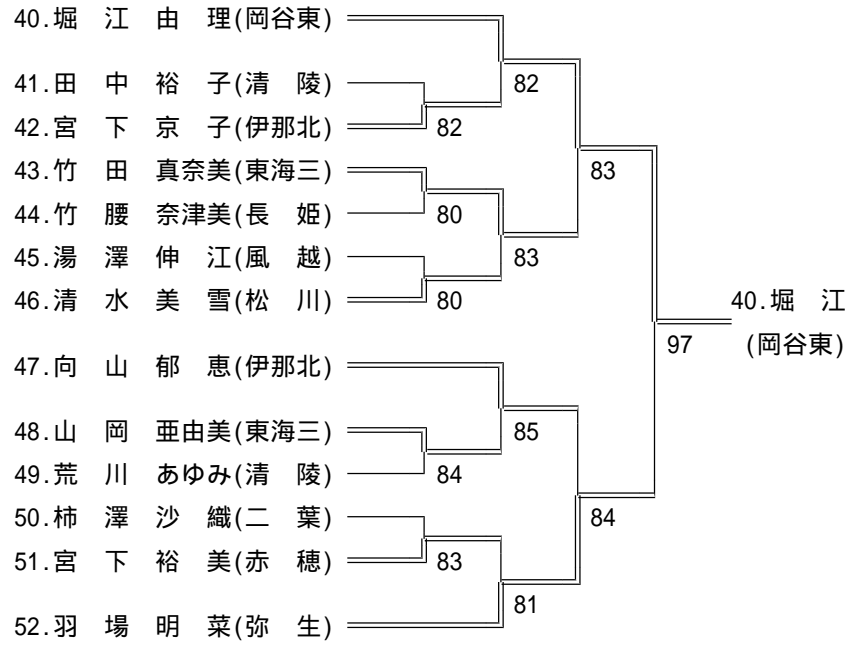 40.堀　江　由　理(岡谷東)
82
41.田　中　裕　子(清　陵)
82
42.宮　下　京　子(伊那北)
83
43.竹　田　真奈美(東海三)
80
44.竹　腰　奈津美(長　姫)
83
45.湯　澤　伸　江(風　越)
80
46.清　水　美　雪(松　川)
40.堀　江
(岡谷東)
97
47.向　山　郁　恵(伊那北)
85
48.山　岡　亜由美(東海三)
84
49.荒　川　あゆみ(清　陵)
84
50.柿　澤　沙　織(二　葉)
83
51.宮　下　裕　美(赤　穂)
81
52.羽　場　明　菜(弥　生)